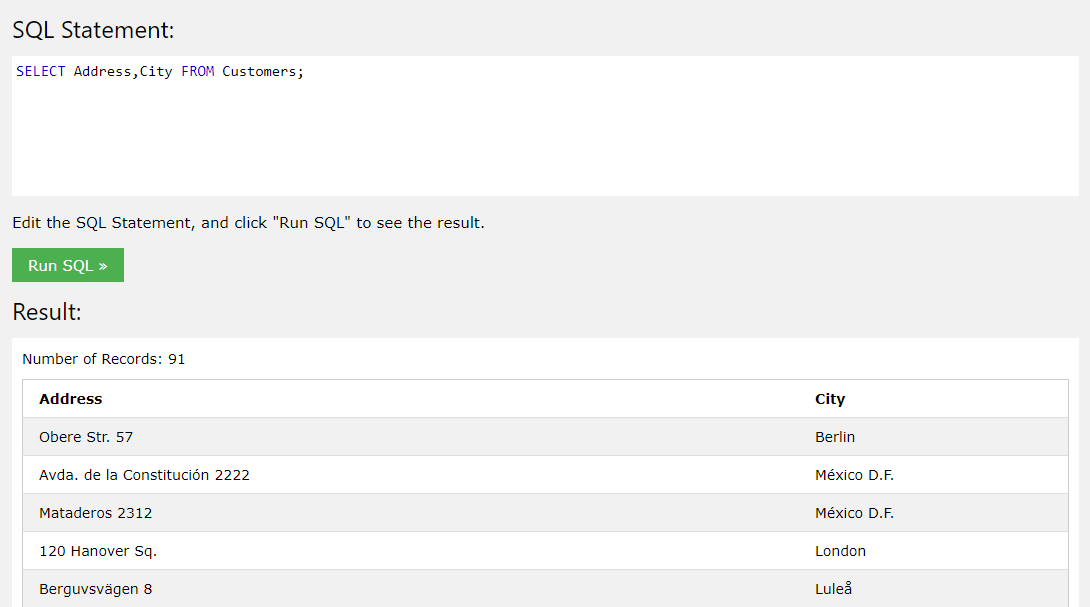 SQL Statement:
SELECT Address,City FROM Customers;
Edit the SQL Statement, and click "Run SQL" to see the result.
Run SQL »
Result:
Number of Records: 91
Address City
Obere Str. 57 Berlin
Avda. de la Constitución 2222 México D.F.
Mataderos 2312 México D.F.
120 Hanover Sq. London
Berguvsvägen 8 Luleå